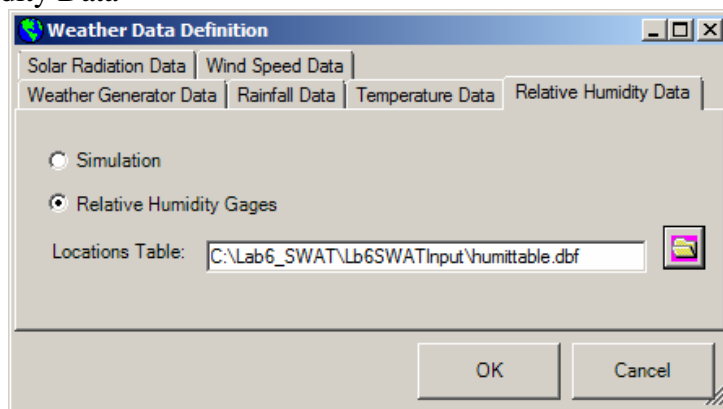 Data
Weather Data Definition
Solar Radiation Data Wind Speed Data
Weather Generator Data Rainfall Data Temperature Data Relative Humidity Data
Simulation
Relative Humidity Gages
Locations Table: C:\Lab6_SWAT\Lb6SWATInput\humittable.dbf
OK Cancel